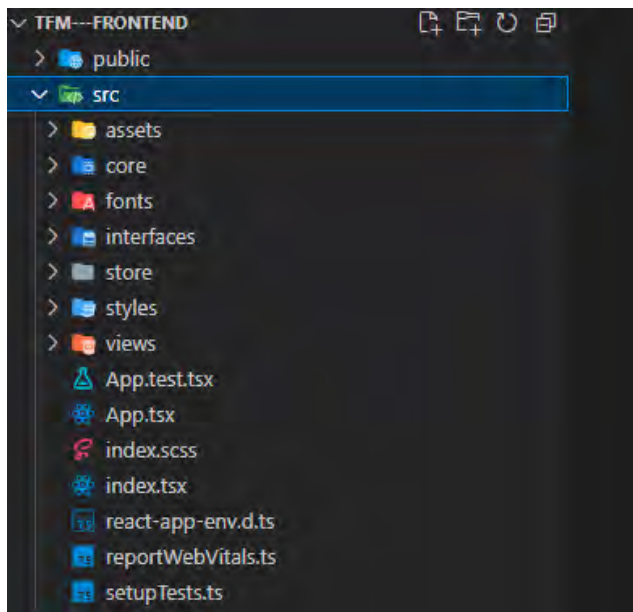 TFM---FRONTEND
public
src
assets
core
fonts
interfaces
store
styles
views
App.test.tsx
App.tsx
index.scss
index.tsx
react-app-env.d.ts
reportWebVitals.ts
setupTests.ts